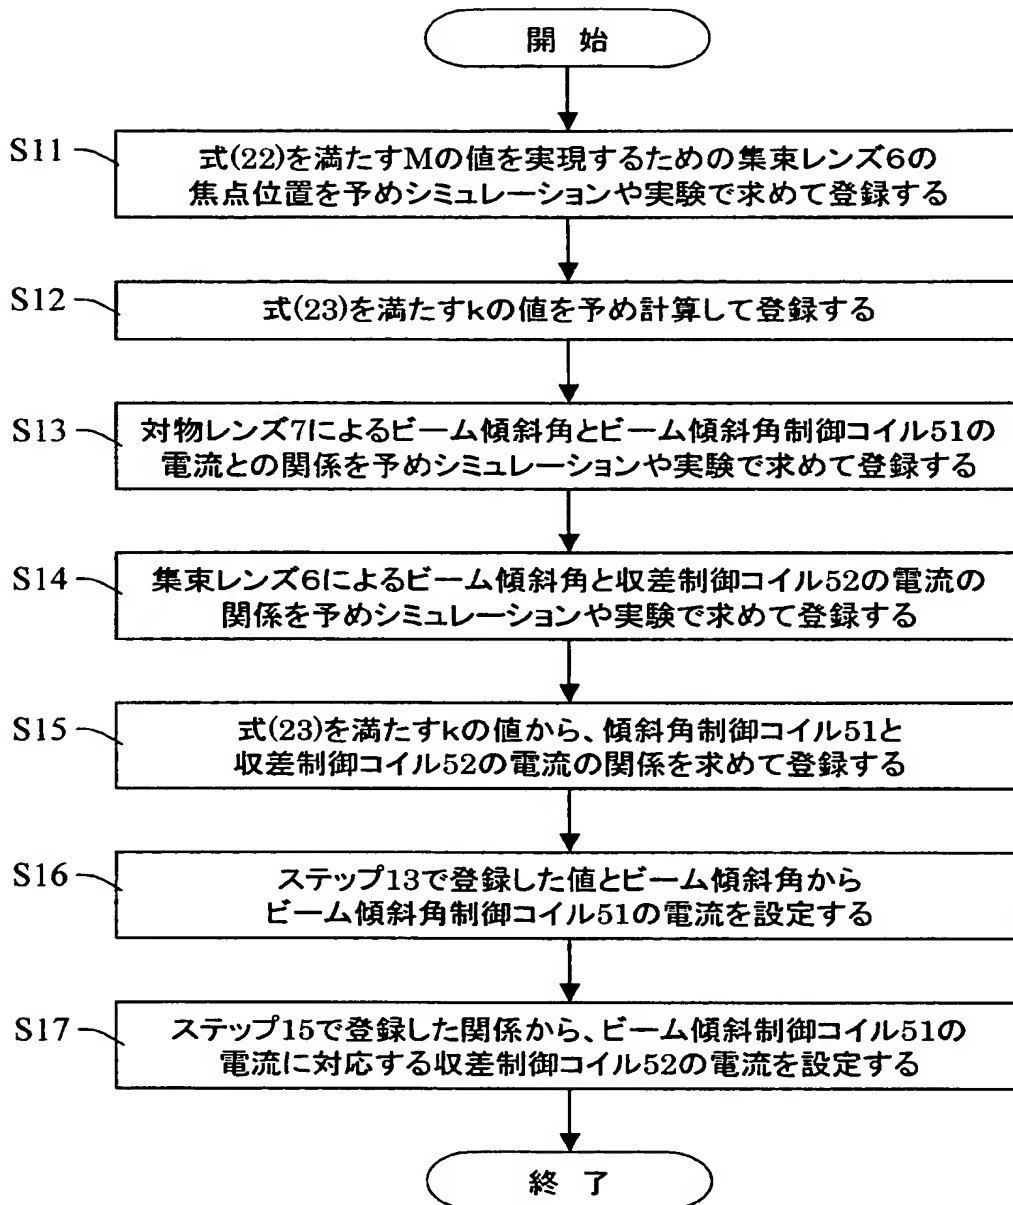 開 始
S11
式(22)を満たすMの値を実現するための集束レンズ6の
焦点位置を予めシミュレーションや実験で求めて登録する
S12
式(23)を満たすkの値を予め計算して登録する
S13
対物レンズ7によるビーム傾斜角とビーム傾斜角制御コイル51の
電流との関係を予めシミュレーションや実験で求めて登録する
S14
集束レンズ6によるビーム傾斜角と収差制御コイル52の電流の
関係を予めシミュレーションや実験で求めて登録する
S15
式(23)を満たすkの値から、傾斜角制御コイル51と
収差制御コイル52の電流の関係を求めて登録する
S16
ステップ13で登録した値とビーム傾斜角から
ビーム傾斜角制御コイル51の電流を設定する
S17
ステップ15で登録した関係から、ビーム傾斜制御コイル51の
電流に対応する収差制御コイル52の電流を設定する
終 了